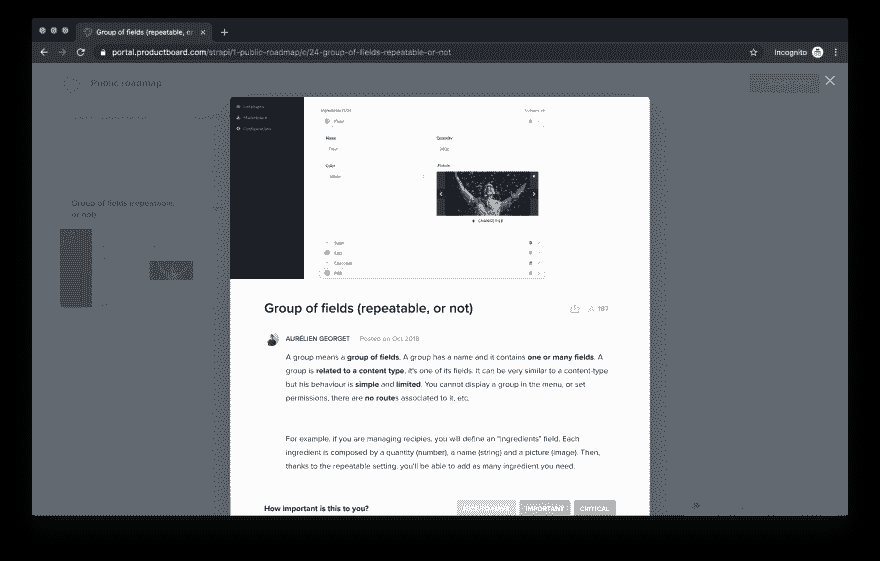 Group of fields (repeatable, or
portal.productboard.com/strapi/1-public-roadmap/c/24-group-of-fields-repeatable-or-not
Incognito
Public roadmap
Group of fields (repeatable,
or not)
Name
Quantity
Color
Picture
Group of fields (repeatable, or not)
187
AURÉLIEN GEORGET Posted on Oct 2018
A group means a group of fields. A group has a name and it contains one or many fields. A
group is related to a content type, it's one of its fields. It can be very similar to a content-type
but his behaviour is simple and limited. You cannot display a group in the menu, or set
permissions, there are no routes associated to it, etc.
For example, if you are managing recipies, you will define an "ingredients" field. Each
ingredient is composed by a quantity (number), a name (string) and a picture (image). Then,
thanks to the repeatable setting, you'll be able to add as many ingredient you need.
How important is this to you?
NICE-TO-HAVE IMPORTANT CRITICAL